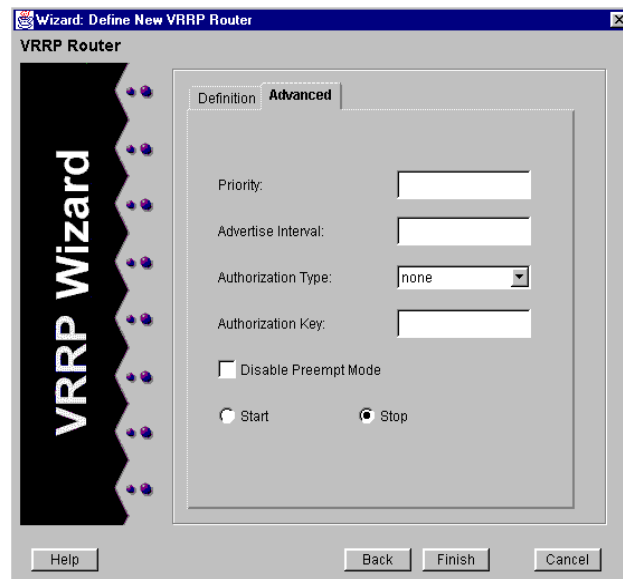 Wizard: Define New VRRP Router
VRRP Router
VRRP Wizard
Definition
Advanced
Priority:
Advertise Interval:
Authorization Type:
none
Authorization Key:
Disable Preempt Mode
Start
Stop
Help
Back
Finish
Cancel